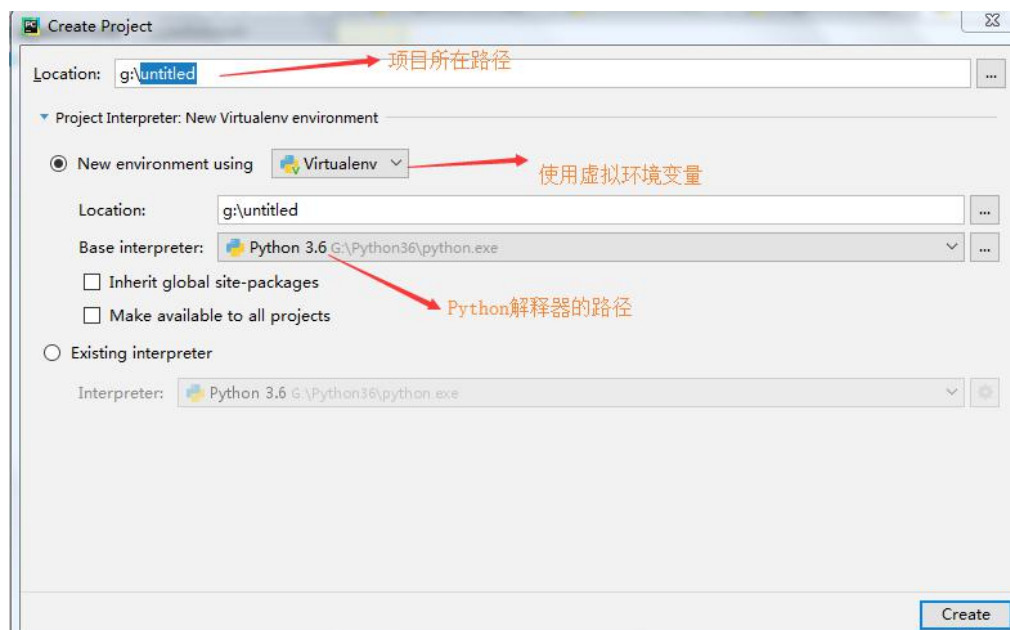 Create Project
项目所在路径
Location: g:\untitled ...
Project Interpreter: New Virtualenv environment
New environment using Virtualenv
使用虚拟环境变量
Location: g:\untitled ...
Base interpreter: Python 3.6 G:\Python36\python.exe ...
Inherit global site-packages
Python解释器的路径
Make available to all projects
Existing interpreter
Interpreter: Python 3.6 G:\Python36\python.exe
Create